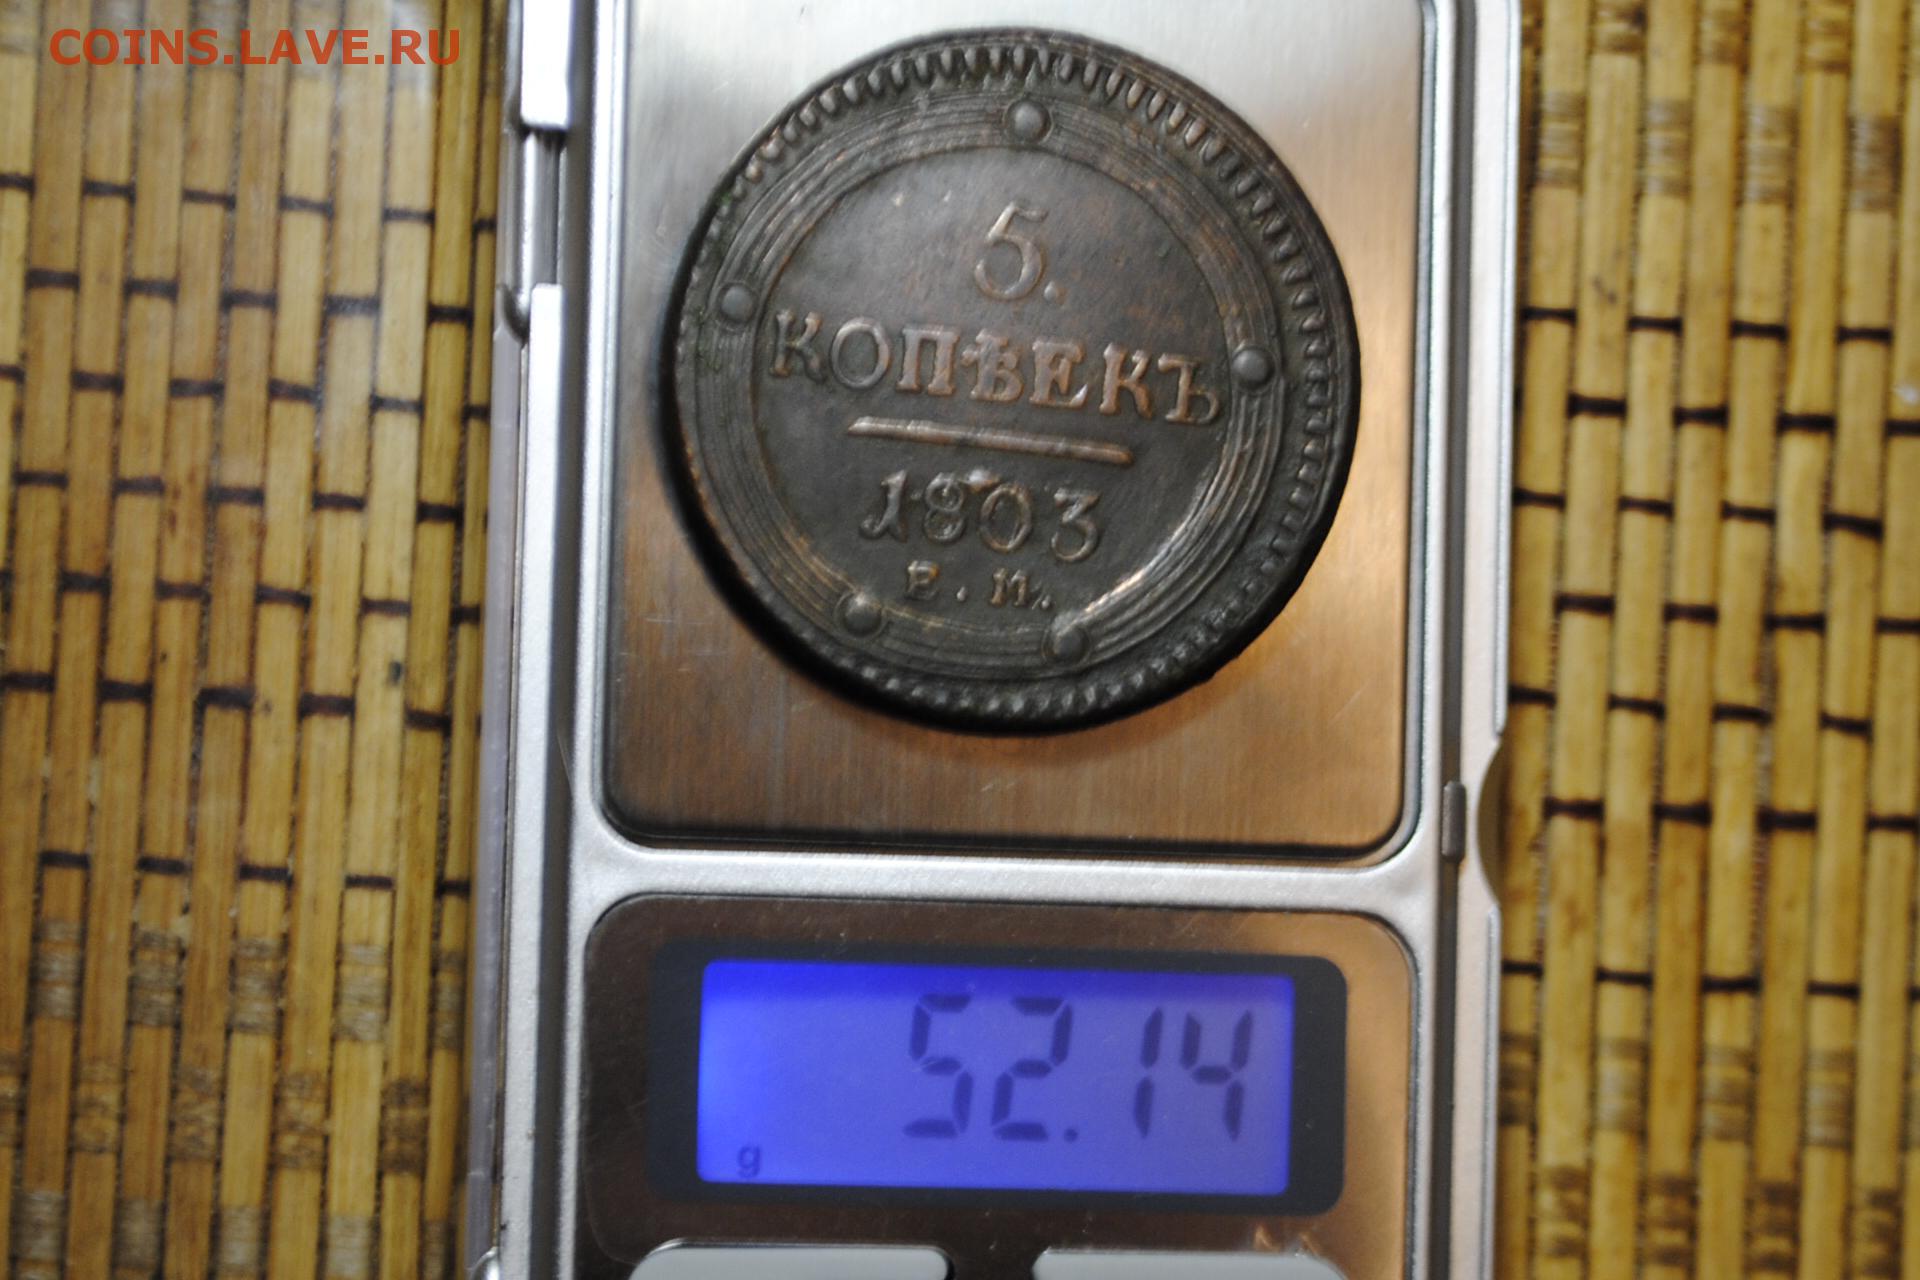 COINS.LAVE.RU
5.
КОПѢЕКЪ
1803
Е.М.
52.14
g